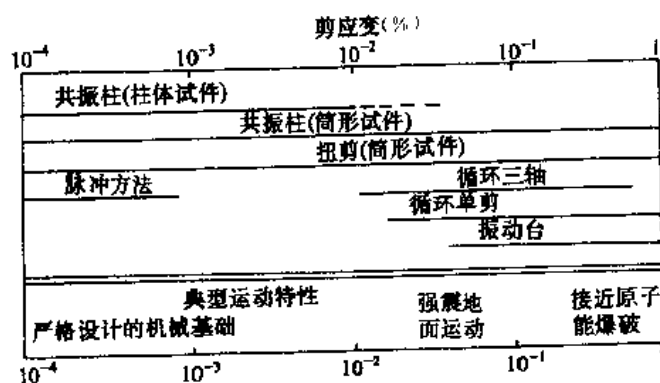 剪应变(%)
10⁻⁴ 10⁻³ 10⁻² 10⁻¹ 1
共振柱(柱体试件)
共振柱(筒形试件)
扭剪(筒形试件)
脉冲方法 循环三轴
循环单剪
振动台
典型运动特性 强震地 接近原子
严格设计的机械基础 面运动 能爆破
10⁻⁴ 10⁻³ 10⁻² 10⁻¹